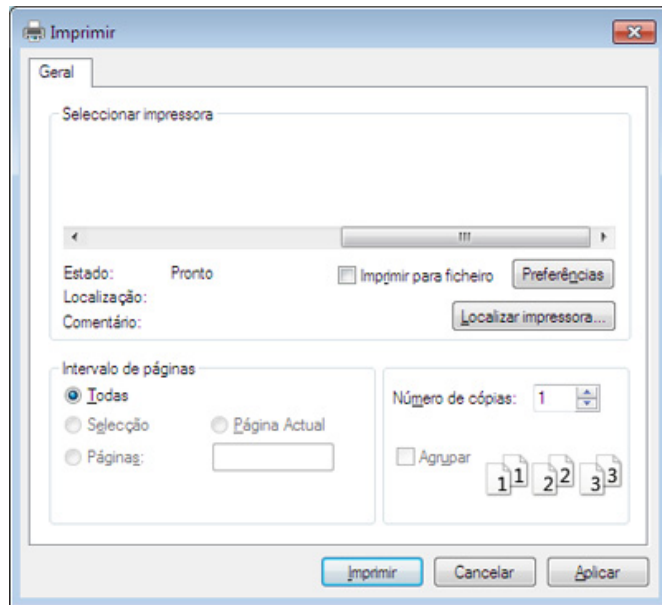 Imprimir
Geral
Seleccionar impressora
Estado: Pronto
Imprimir para ficheiro
Preferências
Localização:
Comentário:
Localizar impressora...
Intervalo de páginas
Todas
Selecção
Página Actual
Páginas:
Número de cópias: 1
Agrupar
1 1 2 2 3 3
Imprimir Cancelar Aplicar